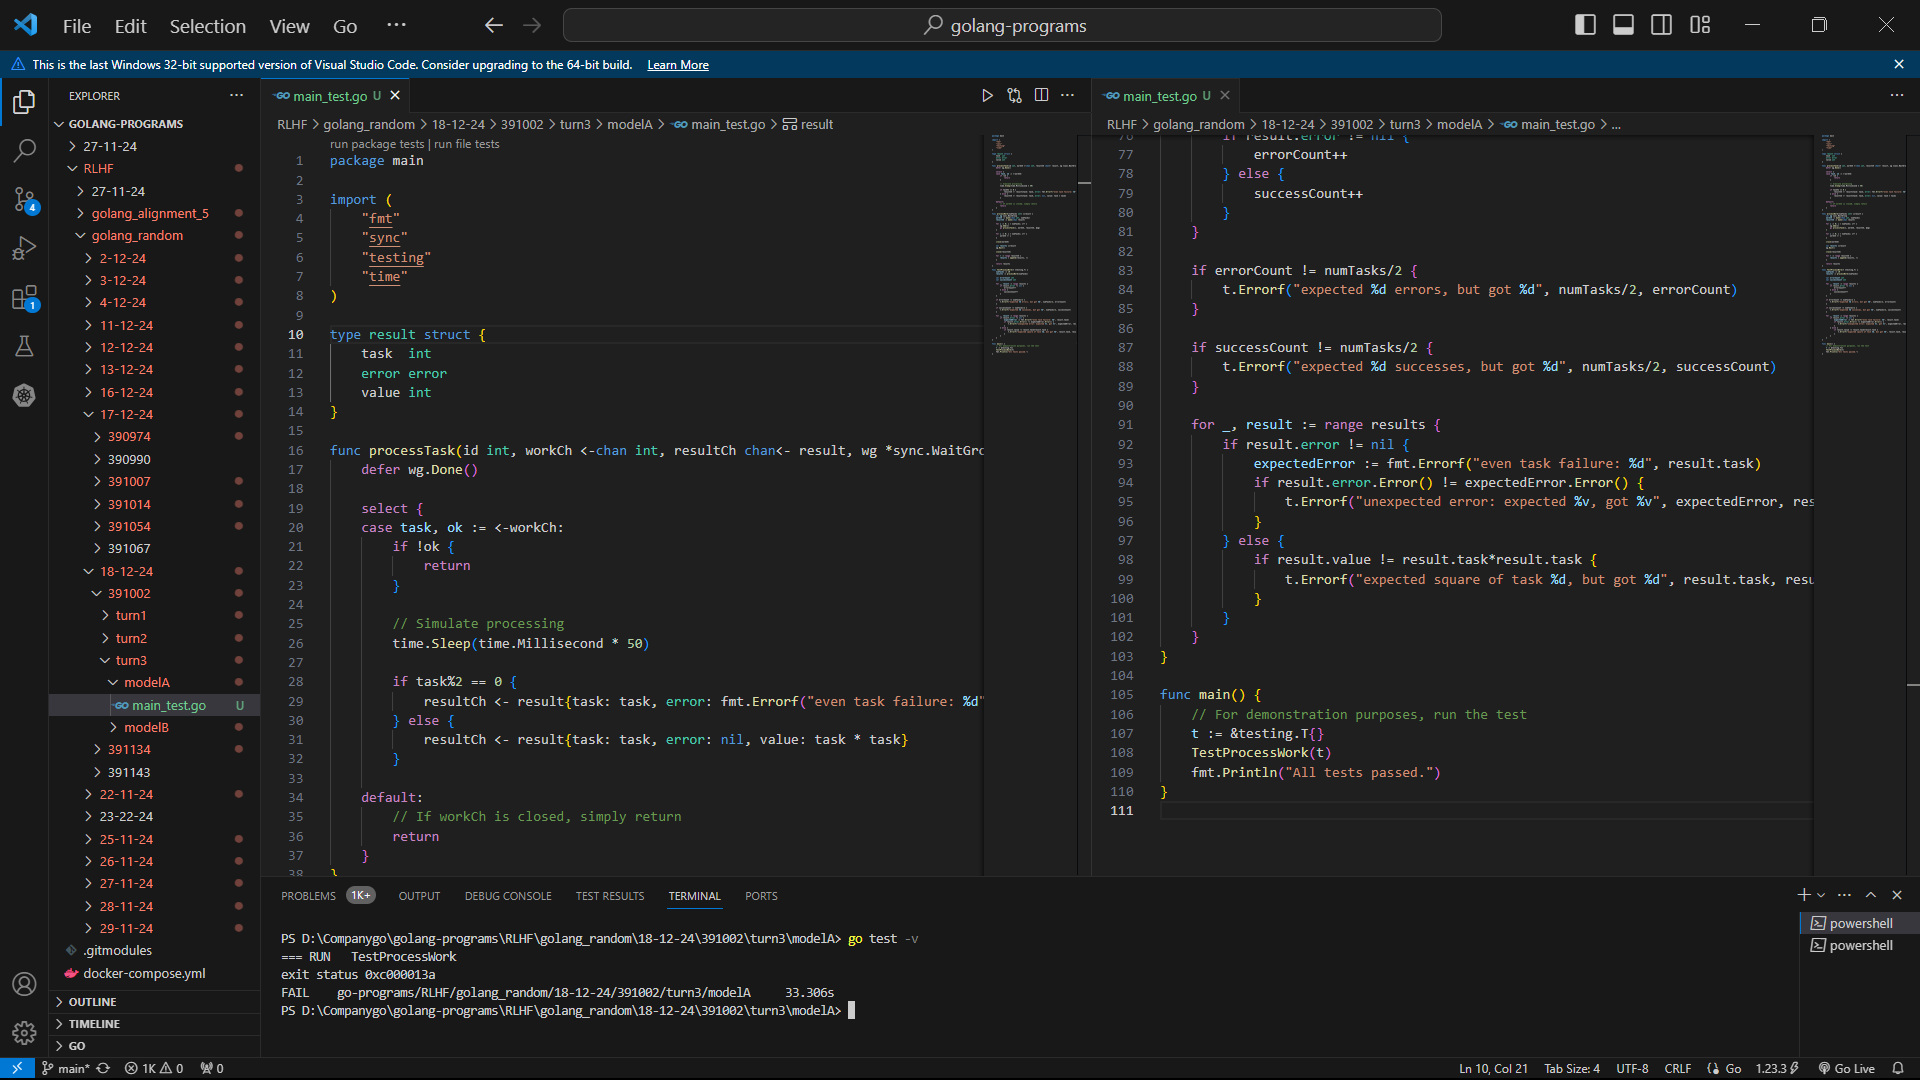 File Edit Selection View Go ··· golang-programs
This is the last Windows 32-bit supported version of Visual Studio Code. Consider upgrading to the 64-bit build. Learn More
EXPLORER
GOLANG-PROGRAMS
27-11-24
RLHF
27-11-24
golang_alignment_5
golang_random
2-12-24
3-12-24
4-12-24
11-12-24
12-12-24
13-12-24
16-12-24
17-12-24
390974
390990
391007
391014
391054
391067
18-12-24
391002
turn1
turn2
turn3
modelA
main_test.go U
modelB
391134
391143
22-11-24
23-22-24
25-11-24
26-11-24
27-11-24
28-11-24
29-11-24
.gitmodules
docker-compose.yml
OUTLINE
TIMELINE
GO
4
1
main_test.go U
RLHF > golang_random > 18-12-24 > 391002 > turn3 > modelA > main_test.go > result
run package tests | run file tests
1 package main
2
3 import (
4 "fmt"
5 "sync"
6 "testing"
7 "time"
8 )
9
10 type result struct {
11 task int
12 error error
13 value int
14 }
15
16 func processTask(id int, workCh <-chan int, resultCh chan<- result, wg *sync.WaitGro
17 defer wg.Done()
18
19 select {
20 case task, ok := <-workCh:
21 if !ok {
22 return
23 }
24
25 // Simulate processing
26 time.Sleep(time.Millisecond * 50)
27
28 if task%2 == 0 {
29 resultCh <- result{task: task, error: fmt.Errorf("even task failure: %d"
30 } else {
31 resultCh <- result{task: task, error: nil, value: task * task}
32 }
33
34 default:
35 // If workCh is closed, simply return
36 return
37 }
38 }
main_test.go U
RLHF > golang_random > 18-12-24 > 391002 > turn3 > modelA > main_test.go > ...
76 if result.error != nil {
77 errorCount++
78 } else {
79 successCount++
80 }
81 }
82
83 if errorCount != numTasks/2 {
84 t.Errorf("expected %d errors, but got %d", numTasks/2, errorCount)
85 }
86
87 if successCount != numTasks/2 {
88 t.Errorf("expected %d successes, but got %d", numTasks/2, successCount)
89 }
90
91 for _, result := range results {
92 if result.error != nil {
93 expectedError := fmt.Errorf("even task failure: %d", result.task)
94 if result.error.Error() != expectedError.Error() {
95 t.Errorf("unexpected error: expected %v, got %v", expectedError, res
96 }
97 } else {
98 if result.value != result.task*result.task {
99 t.Errorf("expected square of task %d, but got %d", result.task, resu
100 }
101 }
102 }
103 }
104
105 func main() {
106 // For demonstration purposes, run the test
107 t := &testing.T{}
108 TestProcessWork(t)
109 fmt.Println("All tests passed.")
110 }
111
PROBLEMS 1K+ OUTPUT DEBUG CONSOLE TEST RESULTS TERMINAL PORTS
PS D:\Companygo\golang-programs\RLHF\golang_random\18-12-24\391002\turn3\modelA> go test -v
=== RUN TestProcessWork
exit status 0xc000013a
FAIL go-programs/RLHF/golang_random/18-12-24/391002/turn3/modelA 33.306s
PS D:\Companygo\golang-programs\RLHF\golang_random\18-12-24\391002\turn3\modelA>
powershell
powershell
main* 1K 0 0 Ln 10, Col 21 Tab Size: 4 UTF-8 CRLF Go 1.23.3 Go Live